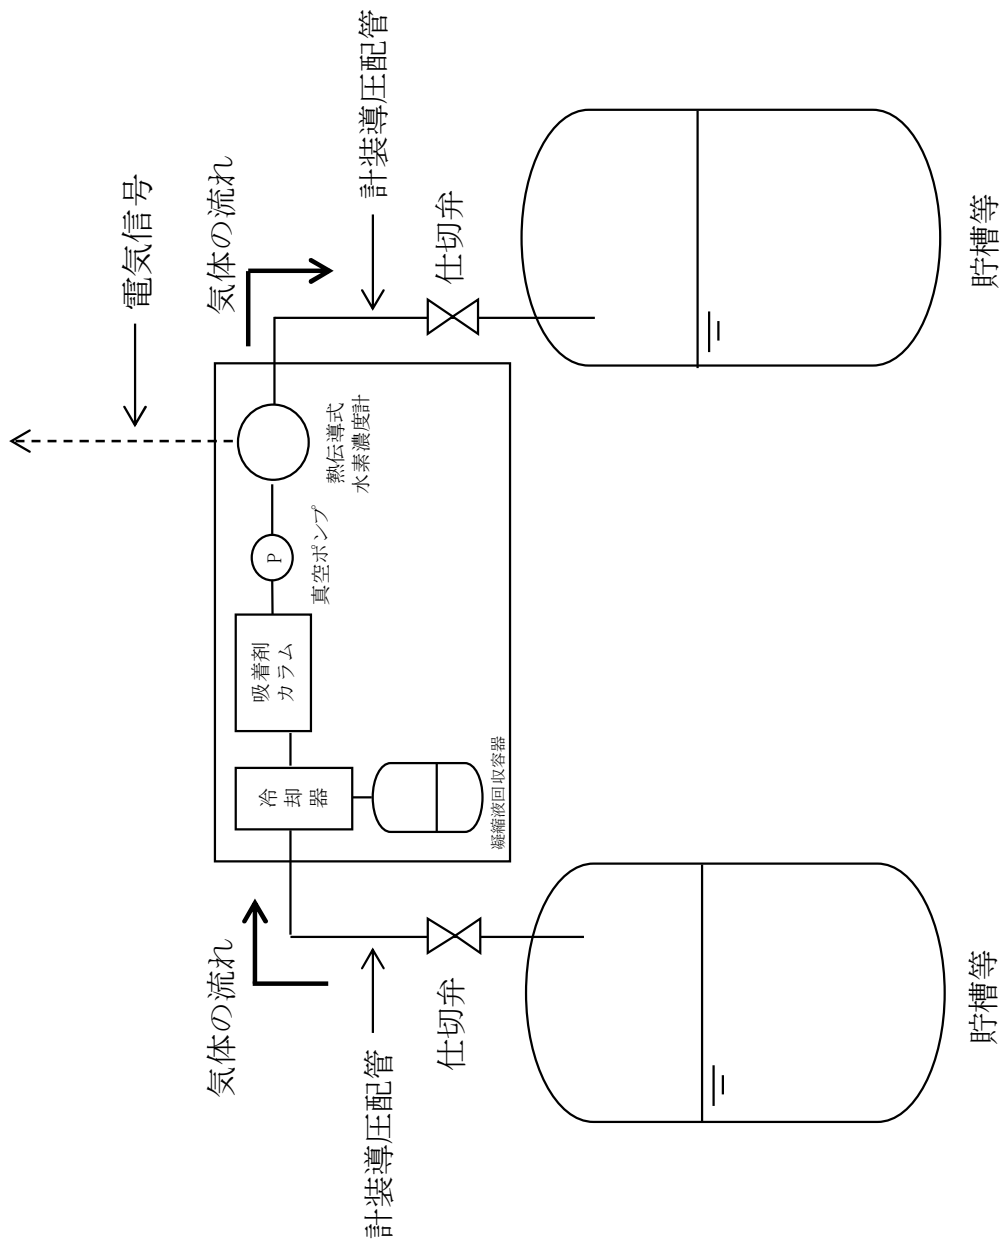 電気信号
気体の流れ
気体の流れ
計装導圧配管
計装導圧配管
仕切弁
仕切弁
冷
却
器
吸着剤
カラム
P
真空ポンプ
熱伝導式
水素濃度計
凝縮液回収容器
貯槽等
貯槽等